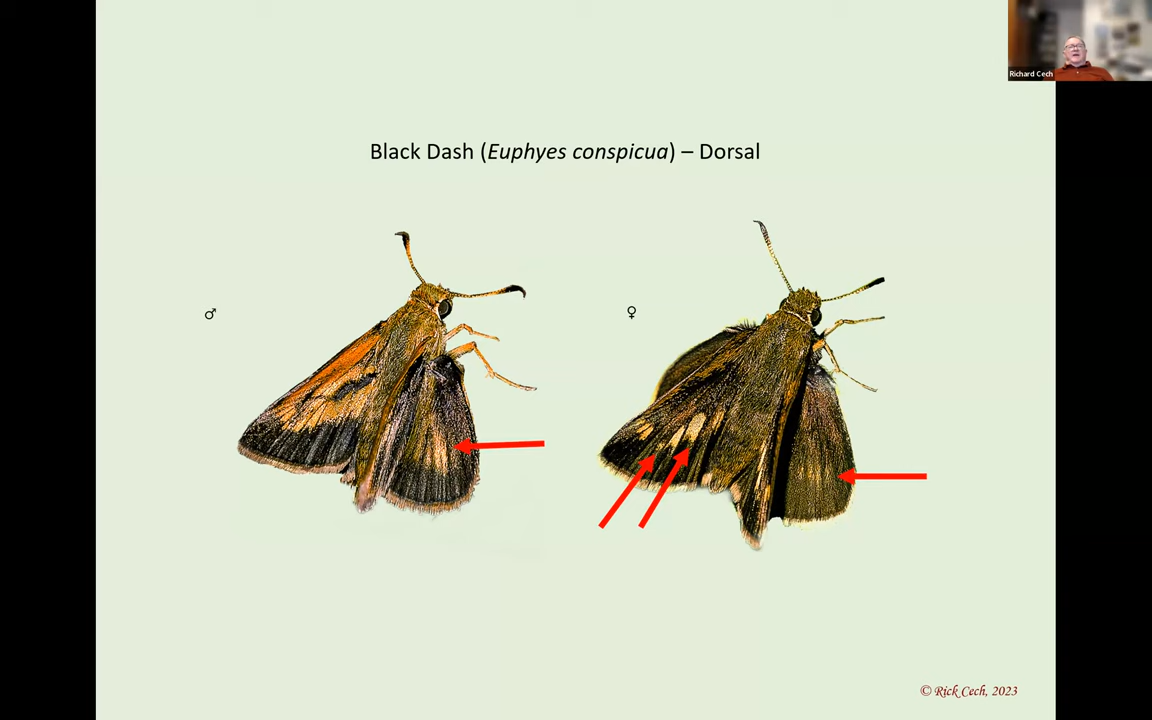 Richard Cech
Black Dash (Euphyes conspicua) – Dorsal
♂
♀
© Rick Cech, 2023